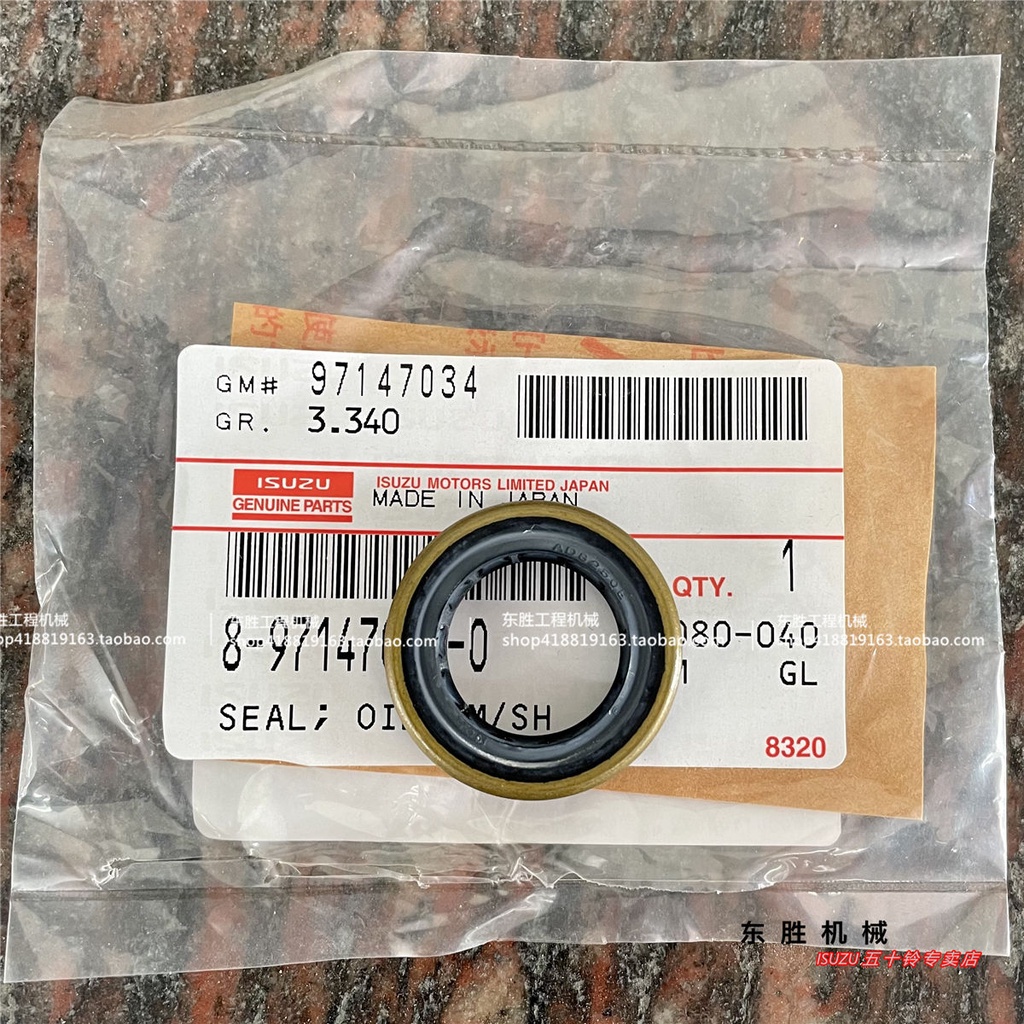 GM# 97147034
GR. 3.340
ISUZU
GENUINE PARTS
ISUZU MOTORS LIMITED JAPAN
MADE IN JAPAN
QTY. 1
东胜工程机械
东胜工程机械
shop418819163.taobao.com
shop418819163.taobao.com
8-97147 -0
080-040
GL
SEAL; OI M/SH
8320
东胜机械
ISUZU五十铃专卖店